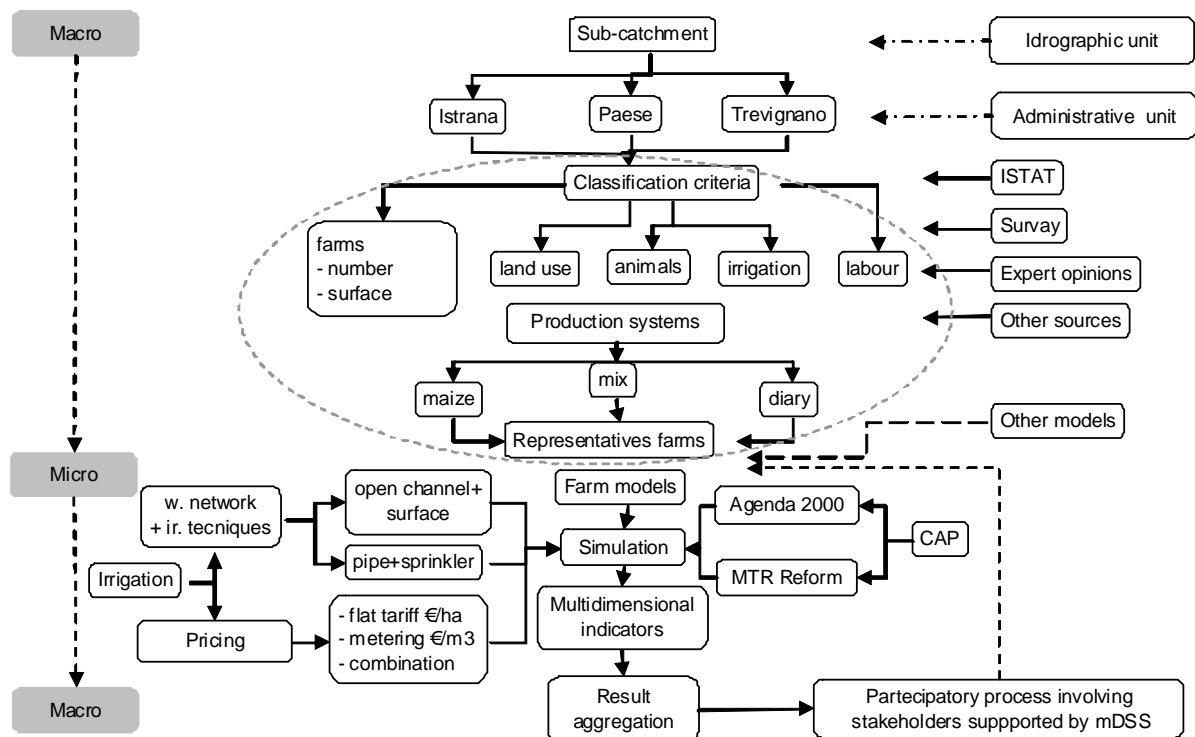 Macro
Sub-catchment
Idrographic unit
Istrana
Paese
Trevignano
Administrative unit
Classification criteria
ISTAT
farms
- number
- surface
land use
animals
irrigation
labour
Survay
Expert opinions
Production systems
Other sources
maize
mix
diary
Representatives farms
Other models
Micro
w. network
+ ir. tecniques
open channel+
surface
Farm models
Agenda 2000
pipe+sprinkler
Simulation
CAP
Irrigation
MTR Reform
Pricing
- flat tariff €/ha
- metering €/m3
- combination
Multidimensional
indicators
Macro
Result
aggregation
Partecipatory process involving
stakeholders suppported by mDSS